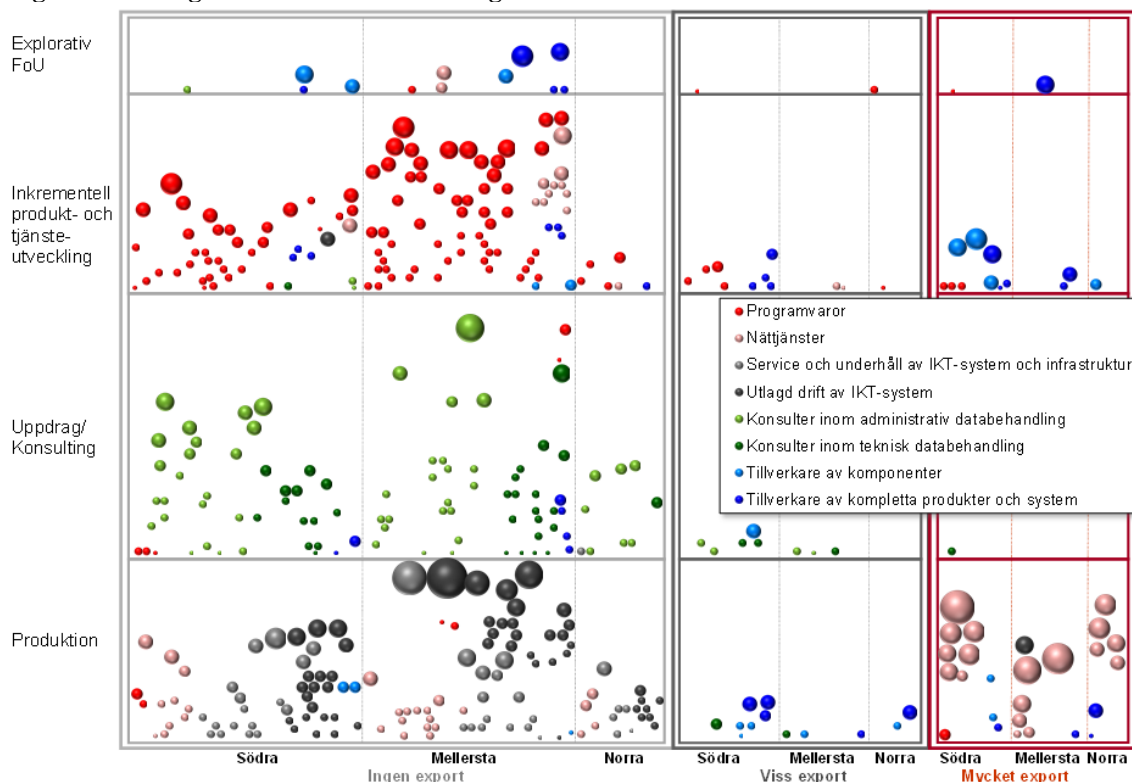 Explorativ
FoU
Inkrementell
produkt- och
tjänste-
utveckling
Uppdrag/
Konsulting
Produktion
Programvaror
Nättjänster
Service och underhåll av IKT-system och infrastruktur
Utlagd drift av IKT-system
Konsulter inom administrativ databehandling
Konsulter inom teknisk databehandling
Tillverkare av komponenter
Tillverkare av kompletta produkter och system
Södra Mellersta Norra Södra Mellersta Norra Södra Mellersta Norra
Ingen export Viss export Mycket export